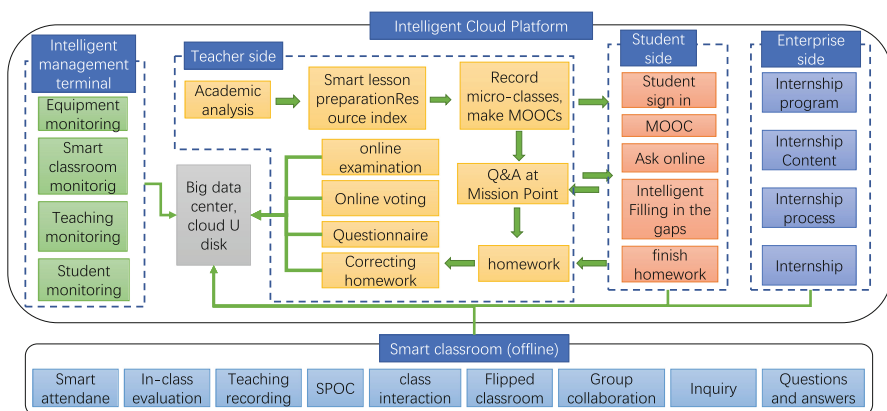 Intelligent Cloud Platform
Intelligent
management
terminal
Equipment
monitoring
Smart
classroom
monitorig
Teaching
monitoring
Student
monitoring
Big data
center,
cloud U
disk
Teacher side
Academic
analysis
Smart lesson
preparationRes
ource index
Record
micro-classes,
make MOOCs
online
examination
Online voting
Questionnaire
Correcting
homework
Q&A at
Mission Point
homework
Student
side
Student
sign in
MOOC
Ask online
Intelligent
Filling in the
gaps
finish
homework
Enterprise
side
Internship
program
Internship
Content
Internship
process
Internship
Smart classroom (offline)
Smart
attendane
In-class
evaluation
Teaching
recording
SPOC
class
interaction
Flipped
classroom
Group
collaboration
Inquiry
Questions
and answers